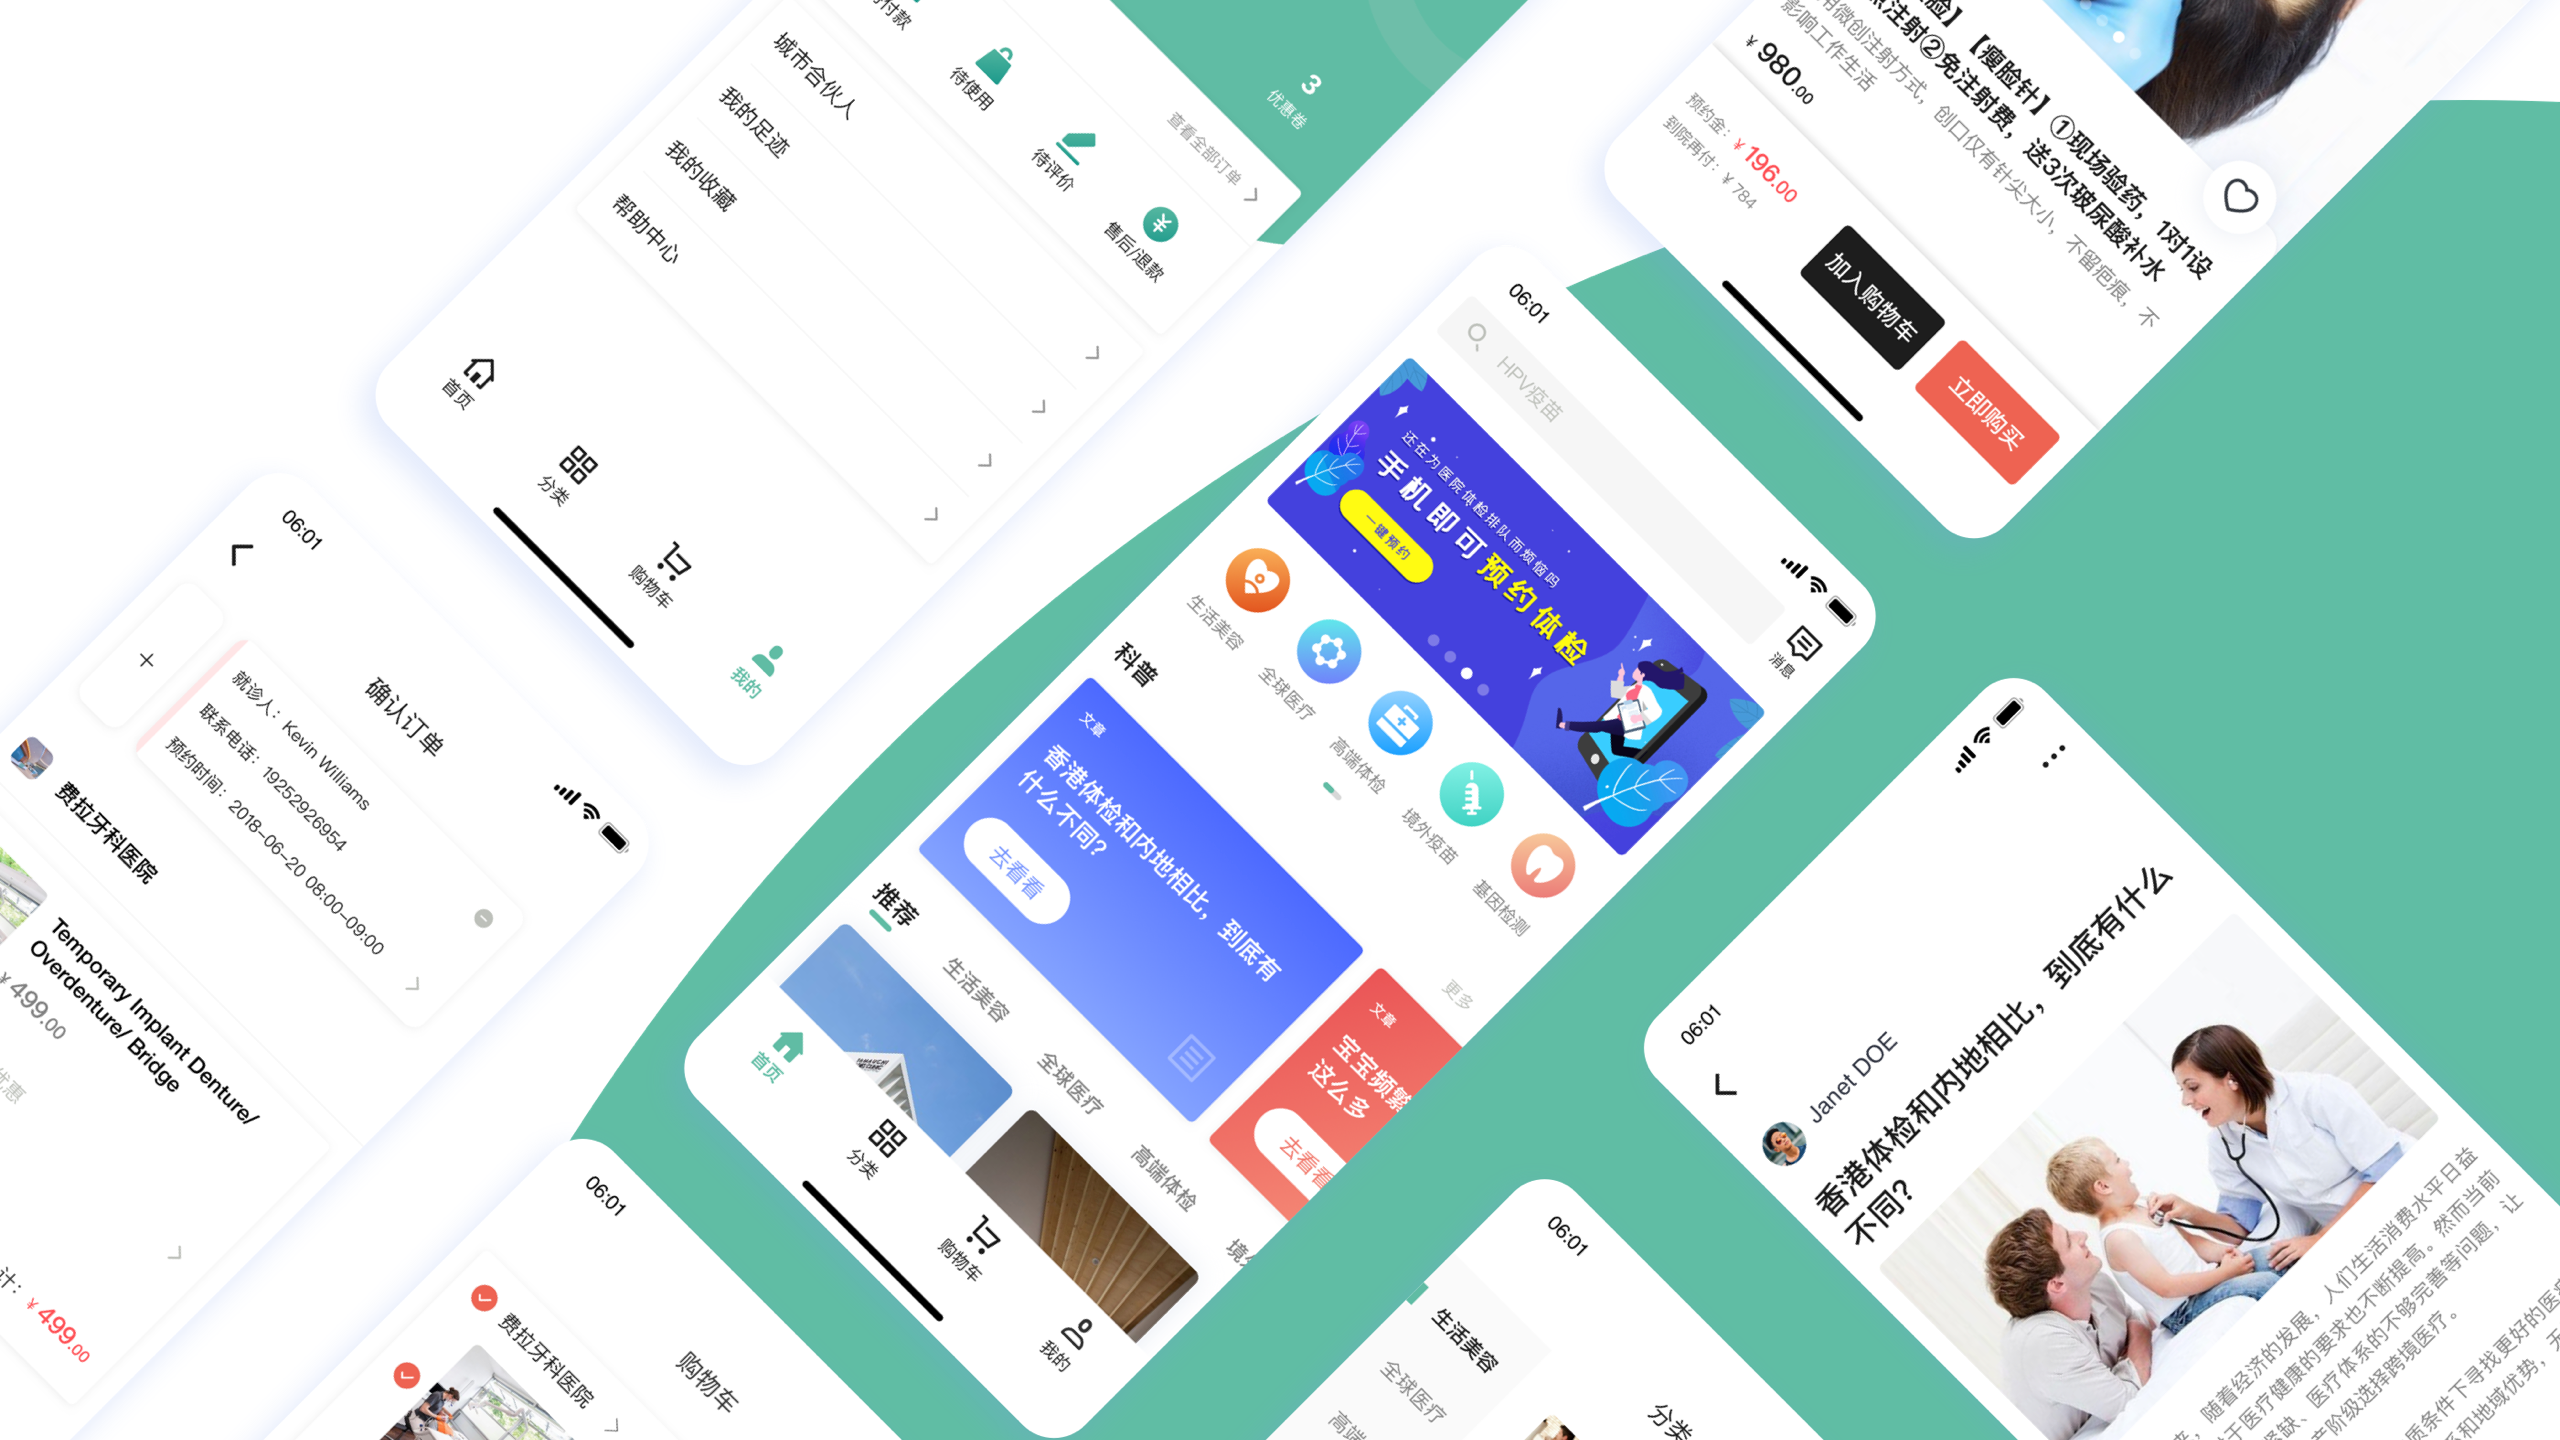 待付款
待使用
待评价
售后/退款
查看全部订单
3
优惠卷
城市合伙人
我的足迹
我的收藏
帮助中心
首页
分类
购物车
我的
【瘦脸针】①现场验药，1对1设
注射②免注射费，送3次玻尿酸补水
用微创注射方式，创口仅有针尖大小，不留疤痕，不
影响工作生活
¥980.00
预约金：¥196.00
到院再付：¥784
加入购物车
立即购买
06:01
确认订单
就诊人：Kevin Williams
联系电话：19252926954
预约时间：2018-06-20 08:00-09:00
费拉牙科医院
Temporary Implant Denture/
Overdenture/ Bridge
¥499.00
优惠
计：¥499.00
06:01
HPV疫苗
消息
还在为医院体检排队而烦恼吗
手机即可预约体检
一键预约
生活美容
全球医疗
高端体检
境外疫苗
基因检测
科普
更多
文章
香港体检和内地相比，到底有
什么不同？
去看看
文章
宝宝频繁
这么多
去看看
推荐
生活美容
全球医疗
高端体检
境外
首页
分类
购物车
我的
06:01
购物车
费拉牙科医院
06:01
分类
生活美容
全球医疗
高端
06:01
Janet DOE
香港体检和内地相比，到底有什么
不同？
随着经济的发展，人们生活消费水平日益
于医疗健康的要求也不断提高。然而当前
紧缺、医疗体系的不够完善等问题，让
产阶级选择跨境医疗。
质条件下寻找更好的医疗
系和地域优势，无